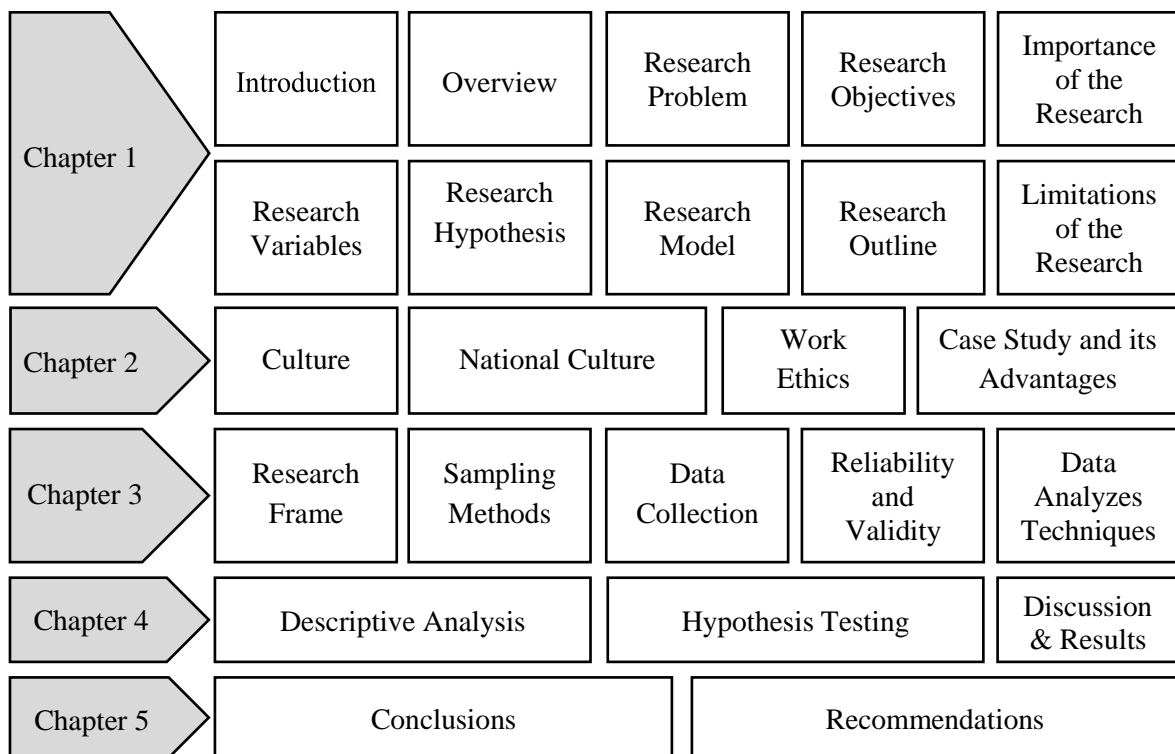 Chapter 1
Introduction
Overview
Research
Problem
Research
Objectives
Importance
of the
Research
Research
Variables
Research
Hypothesis
Research
Model
Research
Outline
Limitations
of the
Research
Chapter 2
Culture
National Culture
Work
Ethics
Case Study and its
Advantages
Chapter 3
Research
Frame
Sampling
Methods
Data
Collection
Reliability
and
Validity
Data
Analyzes
Techniques
Chapter 4
Descriptive Analysis
Hypothesis Testing
Discussion
& Results
Chapter 5
Conclusions
Recommendations